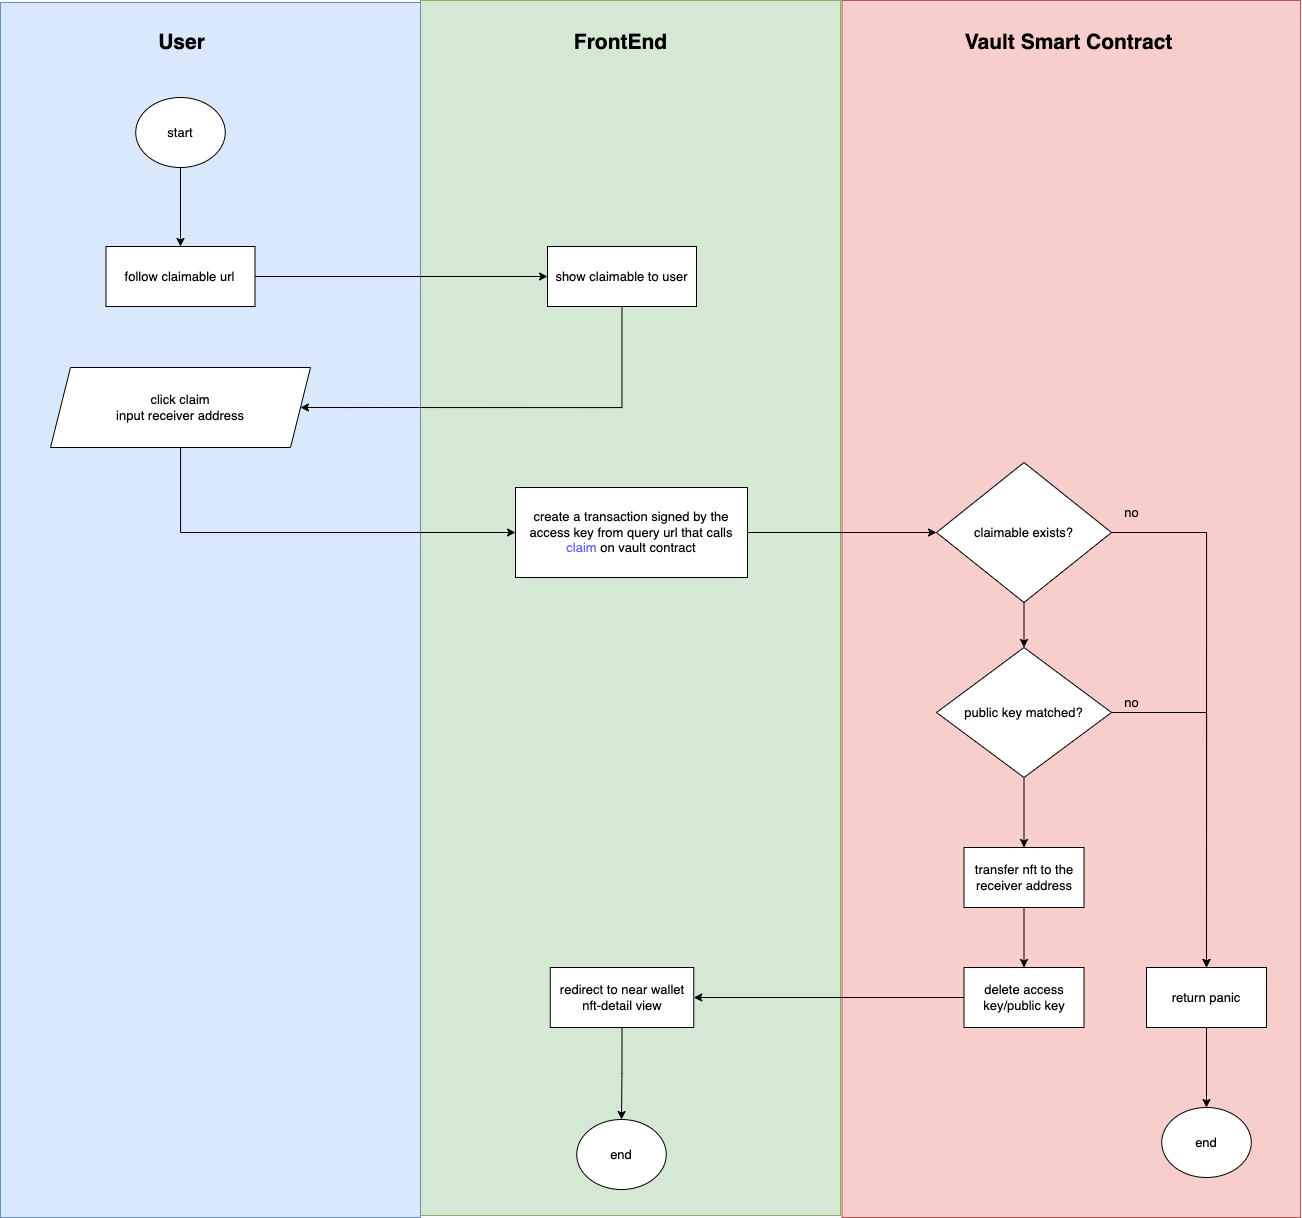 User
FrontEnd
Vault Smart Contract
start
follow claimable url
show claimable to user
click claim
input receiver address
create a transaction signed by the
access key from query url that calls
claim on vault contract
claimable exists?
no
public key matched?
no
transfer nft to the
receiver address
redirect to near wallet
nft-detail view
delete access
key/public key
return panic
end
end